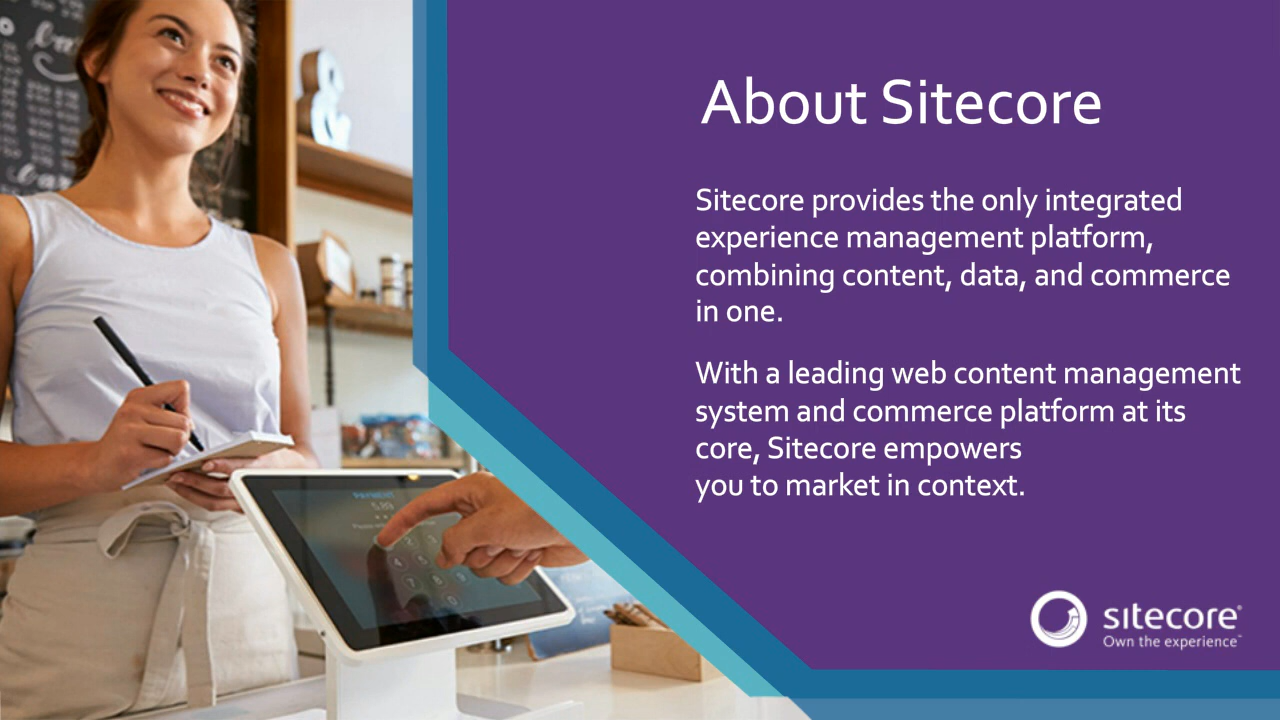 About Sitecore
Sitecore provides the only integrated
experience management platform,
combining content, data, and commerce
in one.
With a leading web content management
system and commerce platform at its
core, Sitecore empowers
you to market in context.
&
PAYMENT
sitecore®
Own the experience™